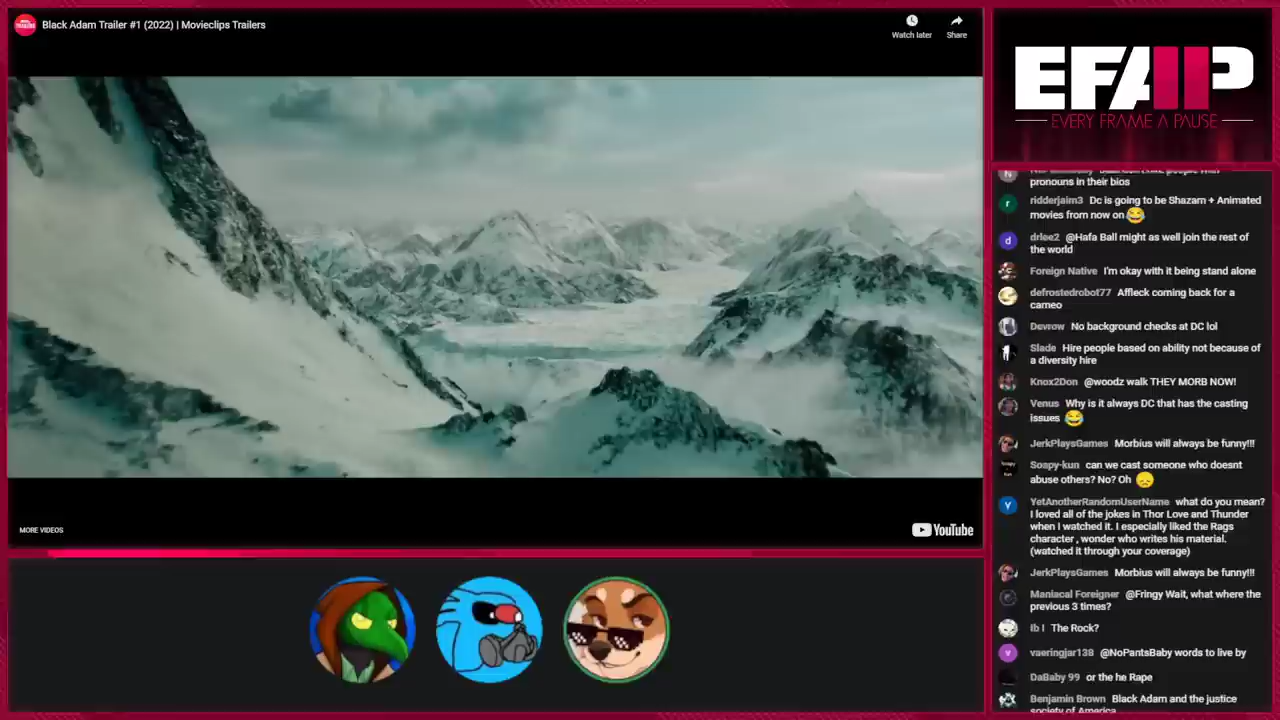 Black Adam Trailer #1 (2022) | Movieclips Trailers
Watch later
Share
MORE VIDEOS
YouTube
EFAP
EVERY FRAME A PAUSE
pronouns in their bios
ridderjaim3 Dc is going to be Shazam + Animated
movies from now on 😂
drlee2 @Hafa Ball might as well join the rest of
the world
Foreign Native I'm okay with it being stand alone
defrostedrobot77 Affleck coming back for a
cameo
Devrow No background checks at DC lol
Slade Hire people based on ability not because of
a diversity hire
Knox2Don @woodz walk THEY MORB NOW!
Venus Why is it always DC that has the casting
issues 😂
JerkPlaysGames Morbius will always be funny!!!
Soapy-kun can we cast someone who doesnt
abuse others? No? Oh 😞
YetAnotherRandomUserName what do you mean?
I loved all of the jokes in Thor Love and Thunder
when I watched it. I especially liked the Rags
character , wonder who writes his material.
(watched it through your coverage)
JerkPlaysGames Morbius will always be funny!!!
Maniacal Foreigner @Fringy Wait, what where the
previous 3 times?
Ib I The Rock?
vaeringjar138 @NoPantsBaby words to live by
DaBaby 99 or the he Rape
Benjamin Brown Black Adam and the justice
society of America